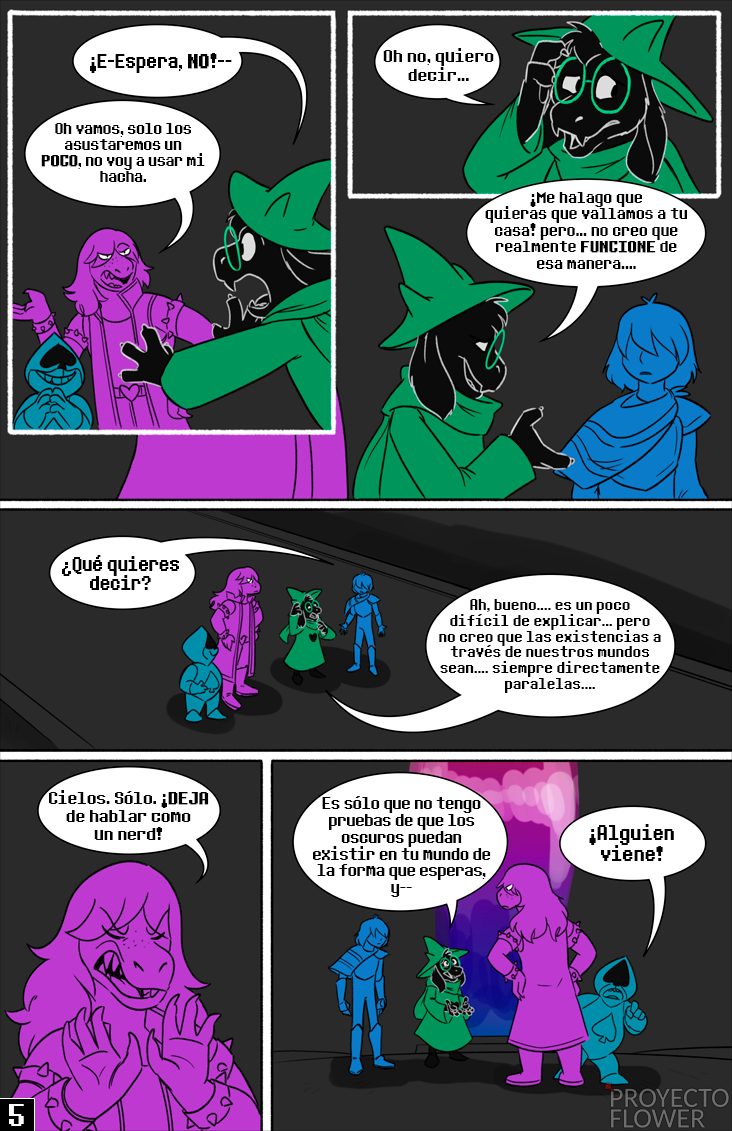 ¡E-Espera, NO!--
Oh vamos, solo los
asustaremos un
POCO, no voy a usar mi
hacha.
Oh no, quiero
decir...
¡Me halago que
quieras que vallamos a tu
casa! pero... no creo que
realmente FUNCIONE de
esa manera....
¿Qué quieres
decir?
Ah, bueno.... es un poco
difícil de explicar... pero
no creo que las existencias a
través de nuestros mundos
sean.... siempre directamente
paralelas....
Cielos. Sólo. ¡DEJA
de hablar como
un nerd!
Es sólo que no tengo
pruebas de que los
oscuros puedan
existir en tu mundo de
la forma que esperas,
y--
¡Alguien
viene!
5
PROYECTO
FLOWER